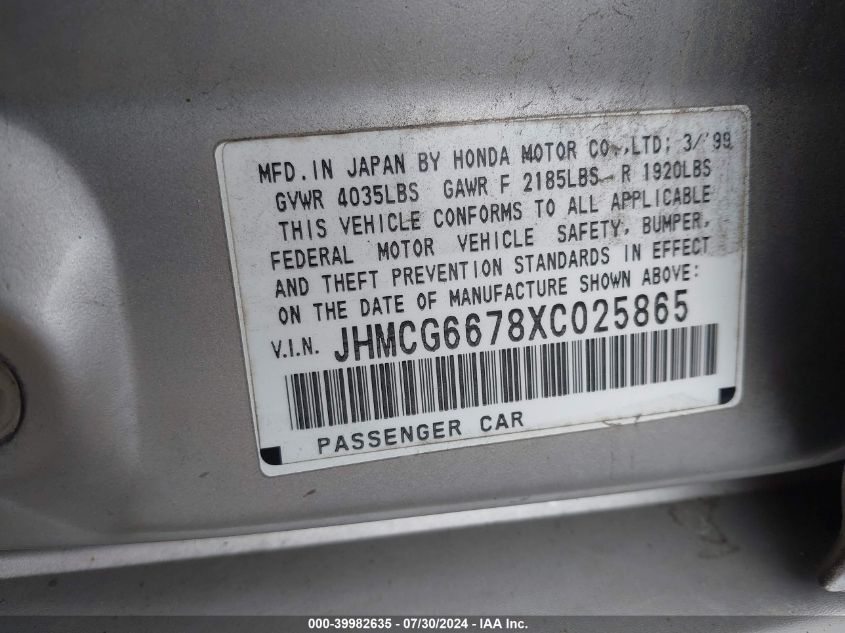 MFD. IN JAPAN BY HONDA MOTOR CO.,LTD; 3/'99
GVWR 4035LBS GAWR F 2185LBS R 1920LBS
THIS VEHICLE CONFORMS TO ALL APPLICABLE
FEDERAL MOTOR VEHICLE SAFETY, BUMPER,
AND THEFT PREVENTION STANDARDS IN EFFECT
ON THE DATE OF MANUFACTURE SHOWN ABOVE:
V.I.N. JHMCG6678XC025865
PASSENGER CAR
000-39982635 - 07/30/2024 - IAA Inc.